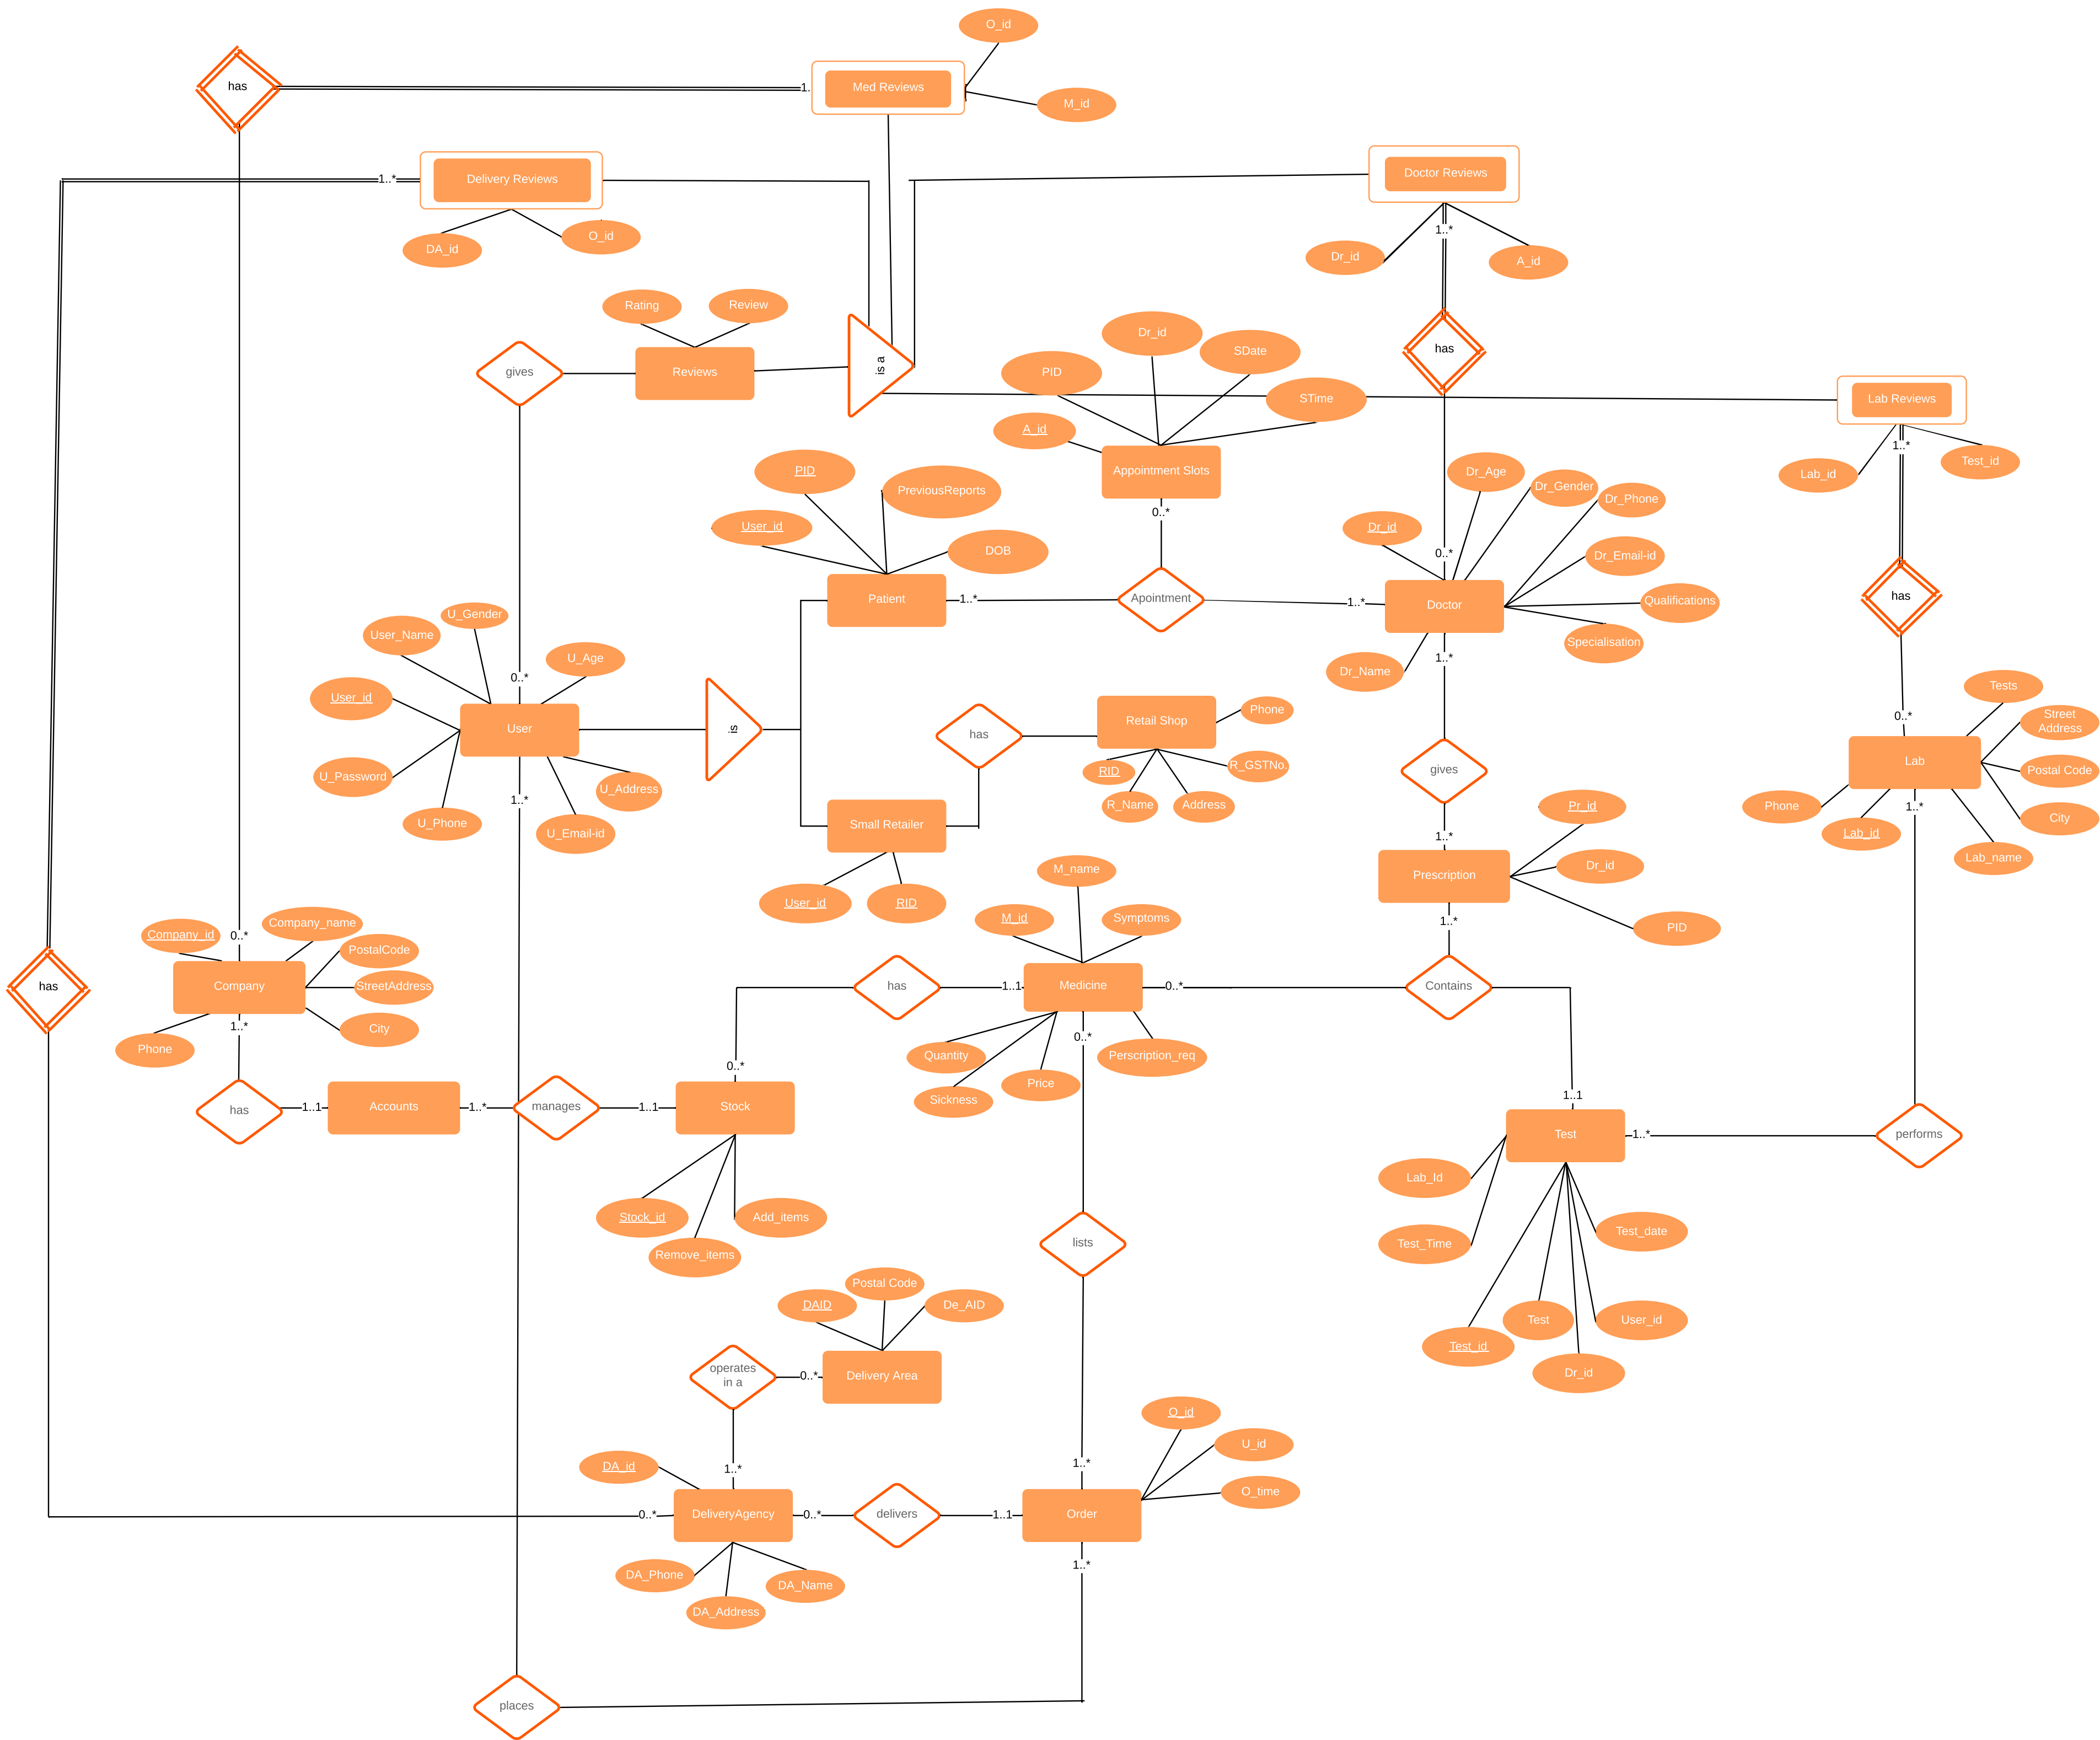 O_id
has
Med Reviews
1.
M_id
Delivery Reviews
1..*
DA_id
O_id
Doctor Reviews
1..*
Dr_id
A_id
Rating
Review
gives
Reviews
is a
Dr_id
SDate
PID
STime
A_id
has
Lab Reviews
1..*
Lab_id
Test_id
Appointment Slots
0..*
PID
PreviousReports
User_id
DOB
Dr_Age
Dr_Gender
Dr_Phone
Dr_id
Dr_Email-id
0..*
Patient
1..*
Apointment
1..*
Doctor
Qualifications
Specialisation
1..*
Dr_Name
has
U_Gender
User_Name
U_Age
0..*
User_id
User
is
U_Password
U_Address
1..*
U_Phone
U_Email-id
has
Retail Shop
Phone
RID
R_GSTNo.
R_Name
Address
Small Retailer
User_id
RID
gives
1..*
Pr_id
Prescription
Dr_id
PID
1..*
Tests
Street
Address
0..*
Lab
Postal Code
Phone
1..*
City
Lab_id
Lab_name
M_name
M_id
Symptoms
Company_id
Company_name
0..*
PostalCode
has
Company
StreetAddress
City
1..*
Phone
has
1..1
Medicine
0..*
Contains
0..*
Quantity
Perscription_req
Price
Sickness
0..*
has
1..1
Accounts
1..*
manages
1..1
Stock
1..1
Test
1..*
performs
Lab_Id
Test_Time
Test_date
Test
User_id
Test_id
Dr_id
Stock_id
Add_items
Remove_items
lists
Postal Code
DAID
De_AID
operates
in a
0..*
Delivery Area
O_id
U_id
O_time
1..*
1..*
DA_id
0..*
DeliveryAgency
0..*
delivers
1..1
Order
1..*
DA_Phone
DA_Name
DA_Address
places